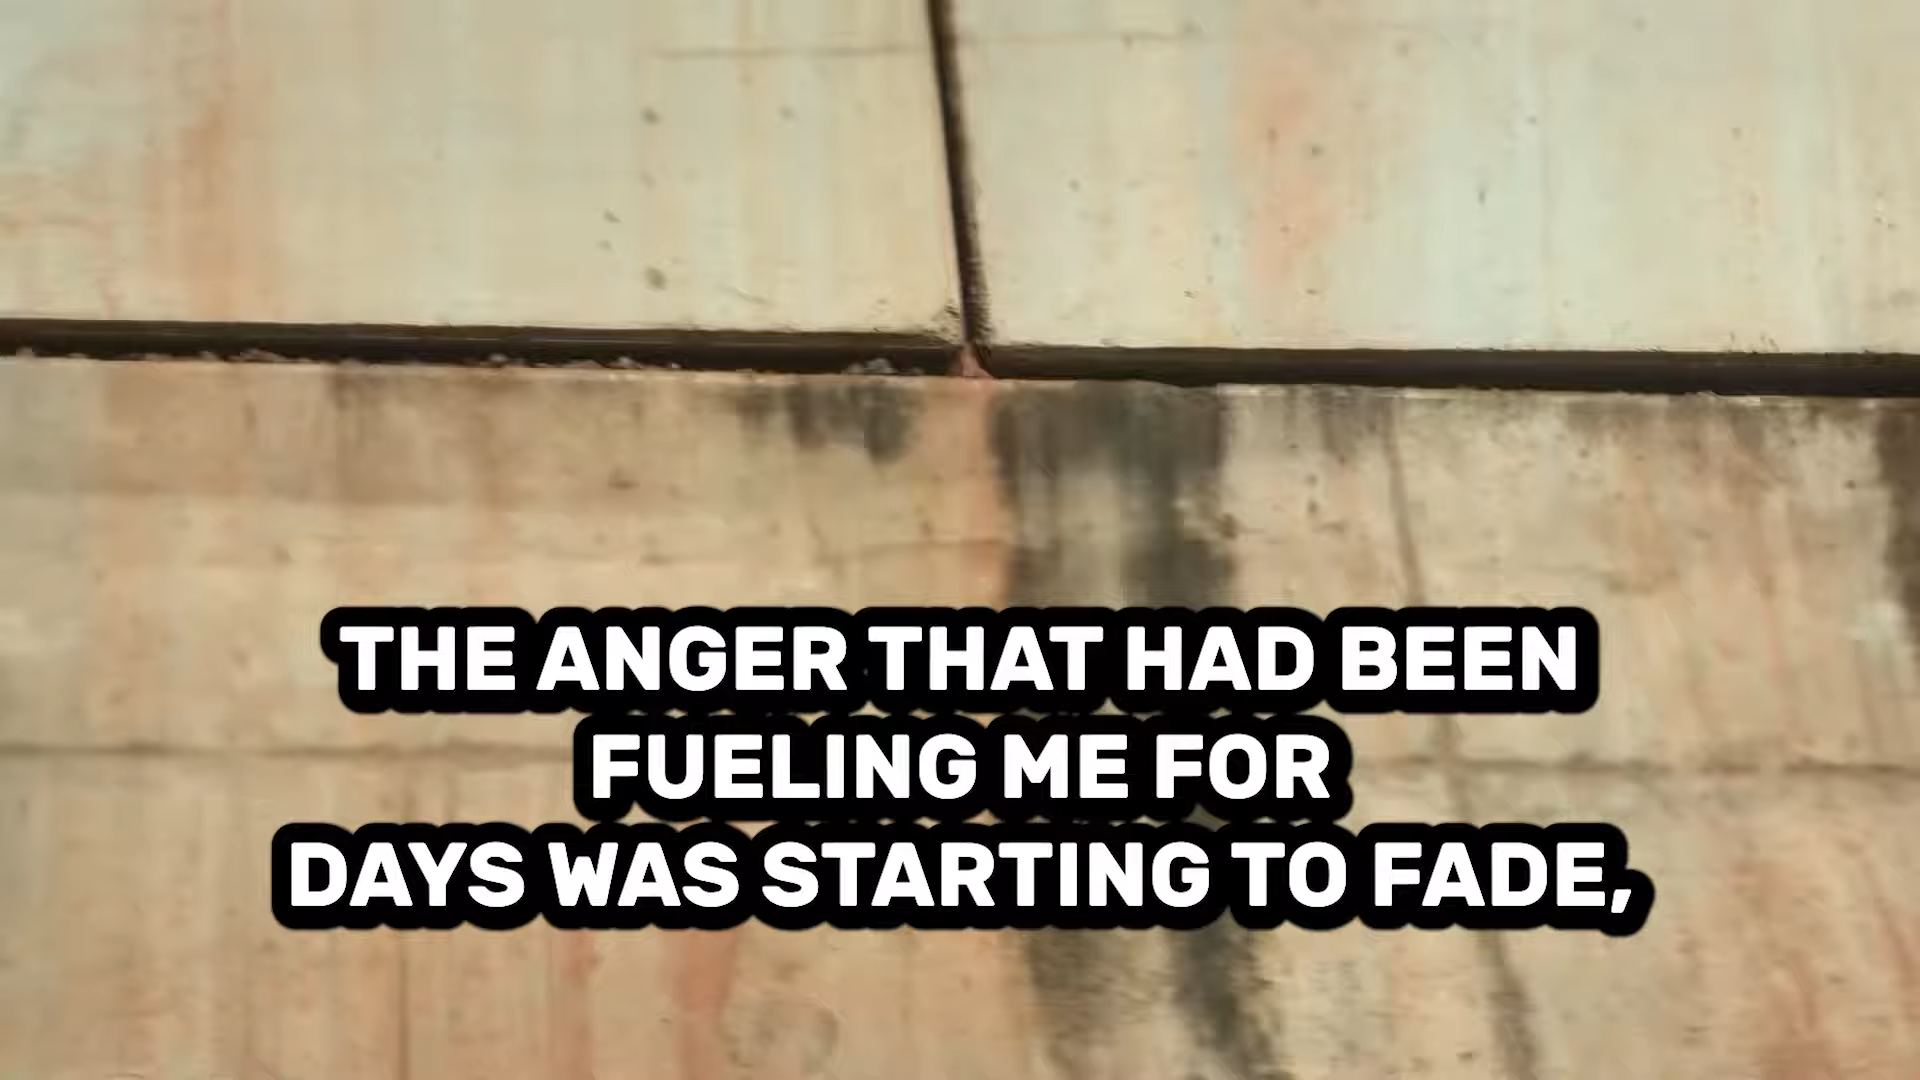 THE ANGER THAT HAD BEEN
FUELING ME FOR
DAYS WAS STARTING TO FADE,